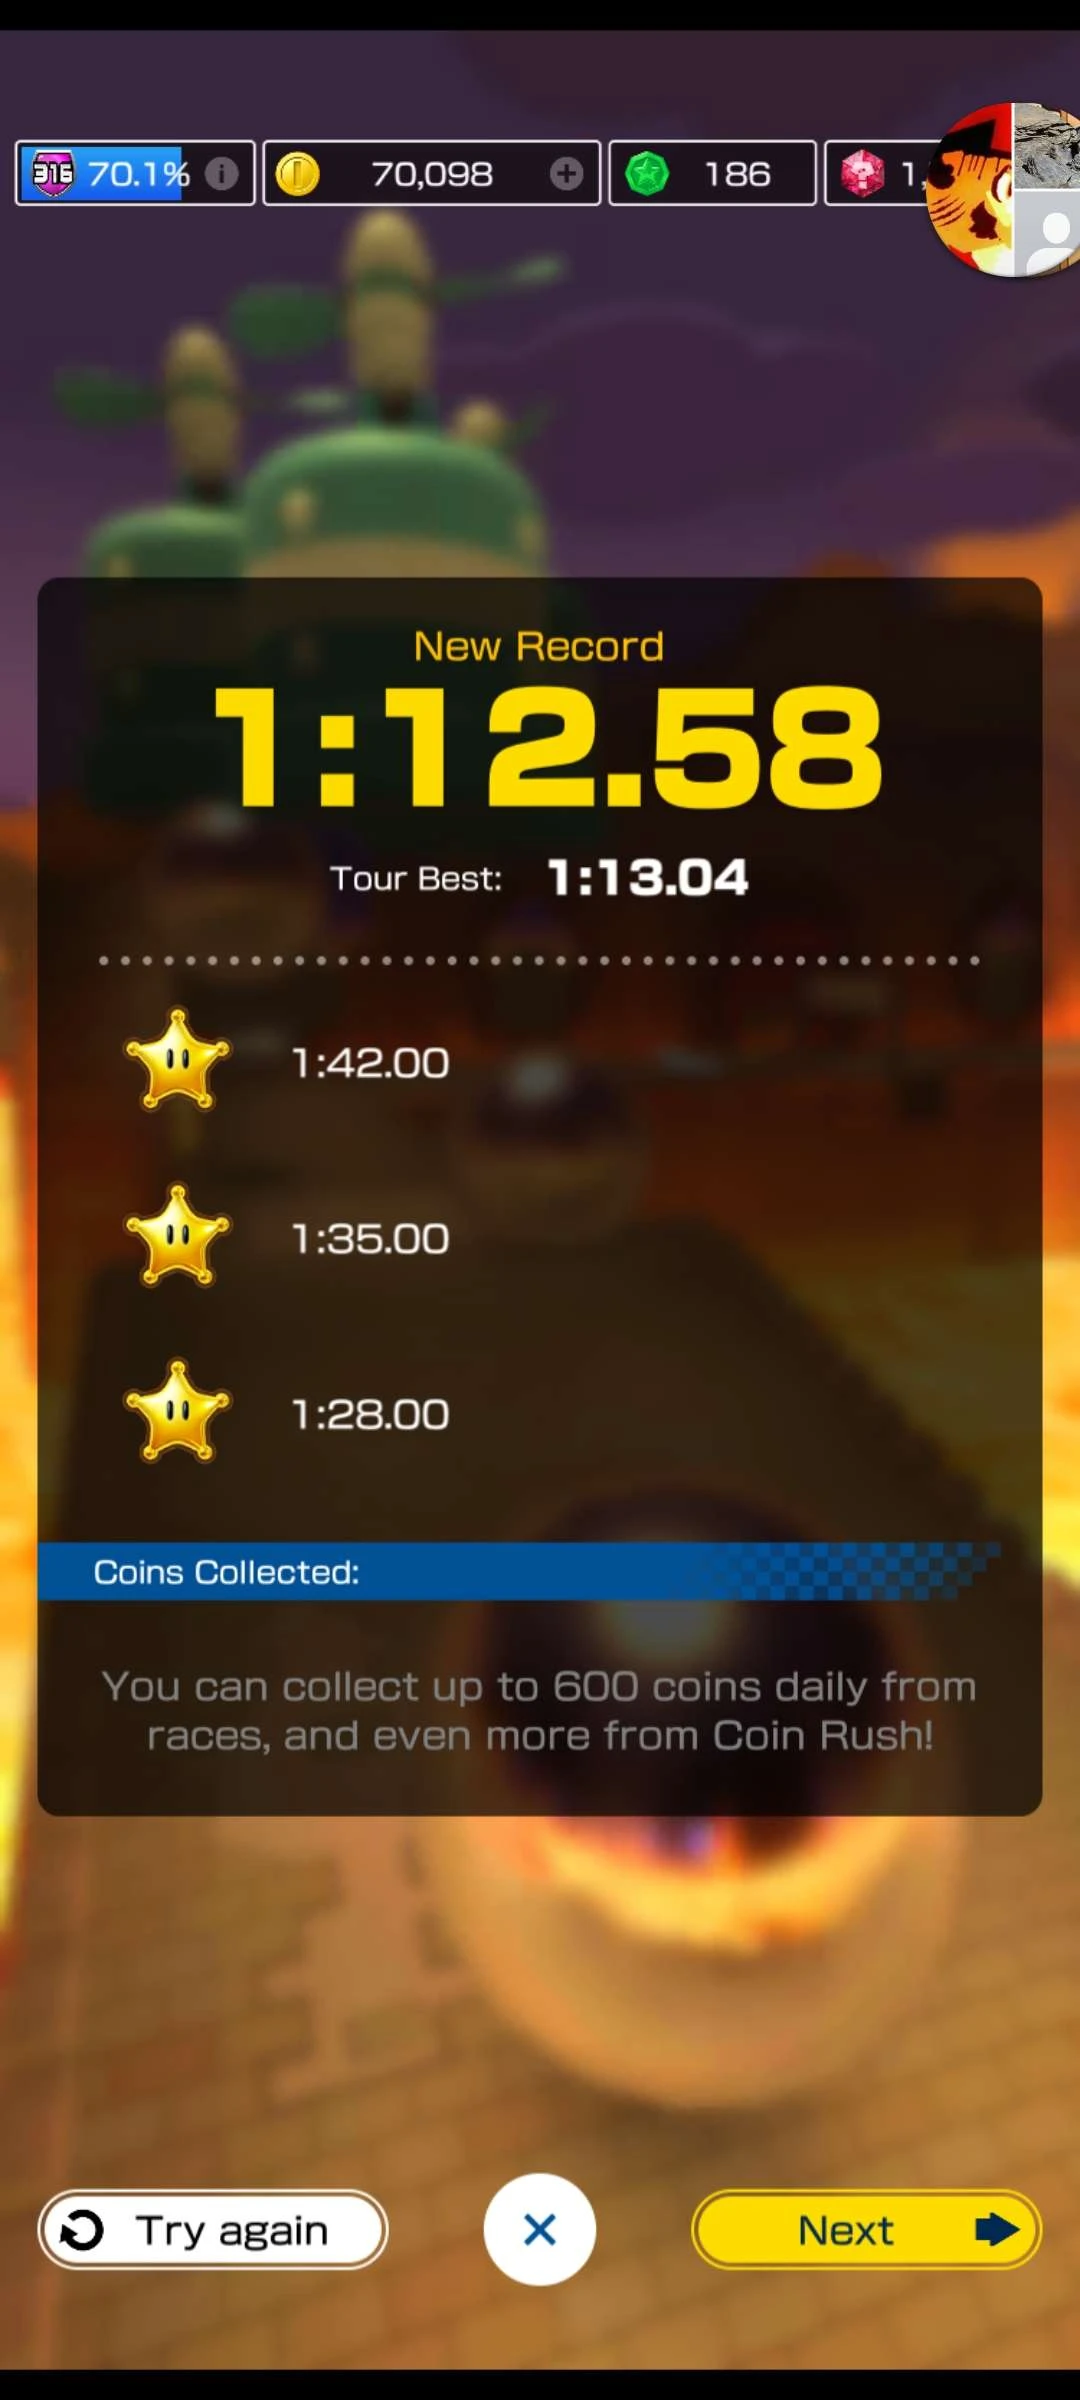 316 70.1% i 70,098 + 186 1,
New Record
1:12.58
Tour Best: 1:13.04
1:42.00
1:35.00
1:28.00
Coins Collected:
You can collect up to 600 coins daily from
races, and even more from Coin Rush!
Try again
Next